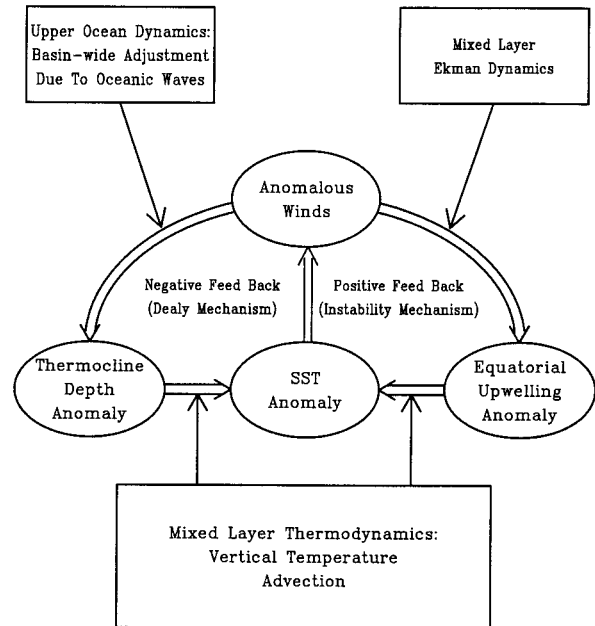 Upper Ocean Dynamics:
Basin-wide Adjustment
Due To Oceanic Waves
Mixed Layer
Ekman Dynamics
Anomalous
Winds
Negative Feed Back
(Dealy Mechanism)
Positive Feed Back
(Instability Mechanism)
Thermocline
Depth
Anomaly
SST
Anomaly
Equatorial
Upwelling
Anomaly
Mixed Layer Thermodynamics:
Vertical Temperature
Advection